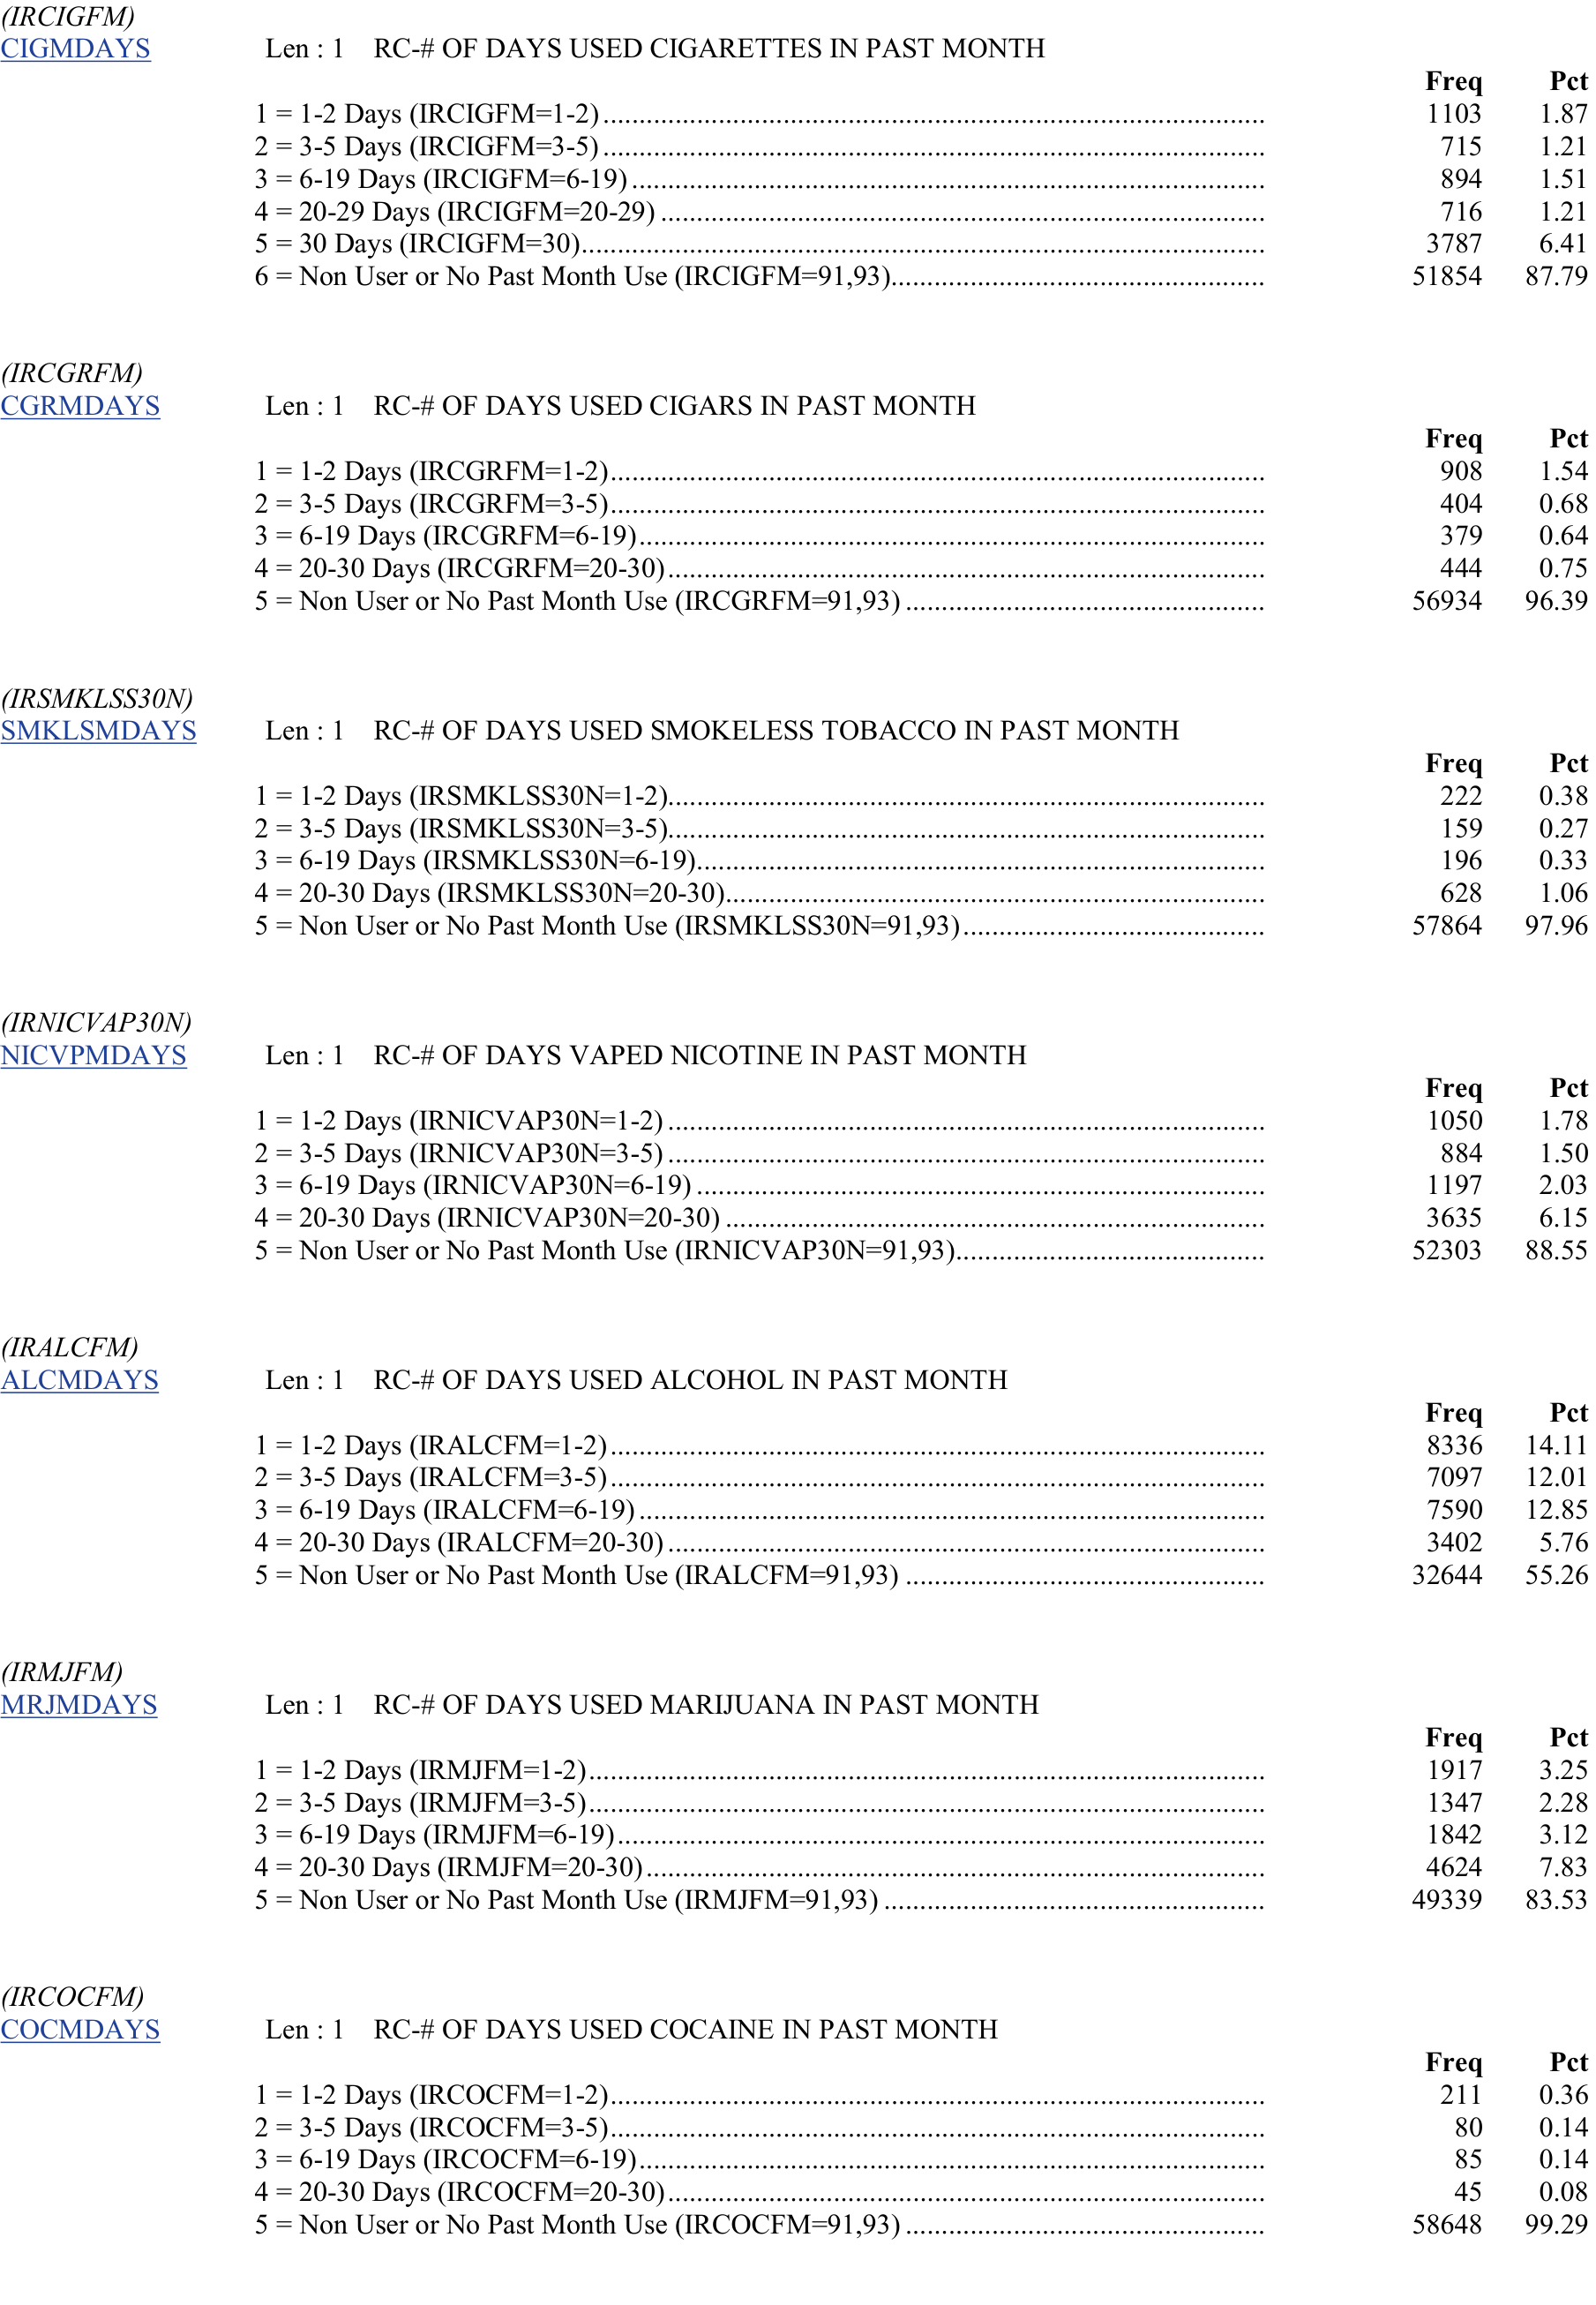 (IRCIGFM)
CIGMDAYS Len : 1 RC-# OF DAYS USED CIGARETTES IN PAST MONTH
Freq Pct
1 = 1-2 Days (IRCIGFM=1-2) 1103 1.87
2 = 3-5 Days (IRCIGFM=3-5) 715 1.21
3 = 6-19 Days (IRCIGFM=6-19) 894 1.51
4 = 20-29 Days (IRCIGFM=20-29) 716 1.21
5 = 30 Days (IRCIGFM=30) 3787 6.41
6 = Non User or No Past Month Use (IRCIGFM=91,93) 51854 87.79
(IRCGRFM)
CGRMDAYS Len : 1 RC-# OF DAYS USED CIGARS IN PAST MONTH
Freq Pct
1 = 1-2 Days (IRCGRFM=1-2) 908 1.54
2 = 3-5 Days (IRCGRFM=3-5) 404 0.68
3 = 6-19 Days (IRCGRFM=6-19) 379 0.64
4 = 20-30 Days (IRCGRFM=20-30) 444 0.75
5 = Non User or No Past Month Use (IRCGRFM=91,93) 56934 96.39
(IRSMKLSS30N)
SMKLSMDAYS Len : 1 RC-# OF DAYS USED SMOKELESS TOBACCO IN PAST MONTH
Freq Pct
1 = 1-2 Days (IRSMKLSS30N=1-2) 222 0.38
2 = 3-5 Days (IRSMKLSS30N=3-5) 159 0.27
3 = 6-19 Days (IRSMKLSS30N=6-19) 196 0.33
4 = 20-30 Days (IRSMKLSS30N=20-30) 628 1.06
5 = Non User or No Past Month Use (IRSMKLSS30N=91,93) 57864 97.96
(IRNICVAP30N)
NICVPMDAYS Len : 1 RC-# OF DAYS VAPED NICOTINE IN PAST MONTH
Freq Pct
1 = 1-2 Days (IRNICVAP30N=1-2) 1050 1.78
2 = 3-5 Days (IRNICVAP30N=3-5) 884 1.50
3 = 6-19 Days (IRNICVAP30N=6-19) 1197 2.03
4 = 20-30 Days (IRNICVAP30N=20-30) 3635 6.15
5 = Non User or No Past Month Use (IRNICVAP30N=91,93) 52303 88.55
(IRALCFM)
ALCMDAYS Len : 1 RC-# OF DAYS USED ALCOHOL IN PAST MONTH
Freq Pct
1 = 1-2 Days (IRALCFM=1-2) 8336 14.11
2 = 3-5 Days (IRALCFM=3-5) 7097 12.01
3 = 6-19 Days (IRALCFM=6-19) 7590 12.85
4 = 20-30 Days (IRALCFM=20-30) 3402 5.76
5 = Non User or No Past Month Use (IRALCFM=91,93) 32644 55.26
(IRMJFM)
MRJMDAYS Len : 1 RC-# OF DAYS USED MARIJUANA IN PAST MONTH
Freq Pct
1 = 1-2 Days (IRMJFM=1-2) 1917 3.25
2 = 3-5 Days (IRMJFM=3-5) 1347 2.28
3 = 6-19 Days (IRMJFM=6-19) 1842 3.12
4 = 20-30 Days (IRMJFM=20-30) 4624 7.83
5 = Non User or No Past Month Use (IRMJFM=91,93) 49339 83.53
(IRCOCFM)
COCMDAYS Len : 1 RC-# OF DAYS USED COCAINE IN PAST MONTH
Freq Pct
1 = 1-2 Days (IRCOCFM=1-2) 211 0.36
2 = 3-5 Days (IRCOCFM=3-5) 80 0.14
3 = 6-19 Days (IRCOCFM=6-19) 85 0.14
4 = 20-30 Days (IRCOCFM=20-30) 45 0.08
5 = Non User or No Past Month Use (IRCOCFM=91,93) 58648 99.29